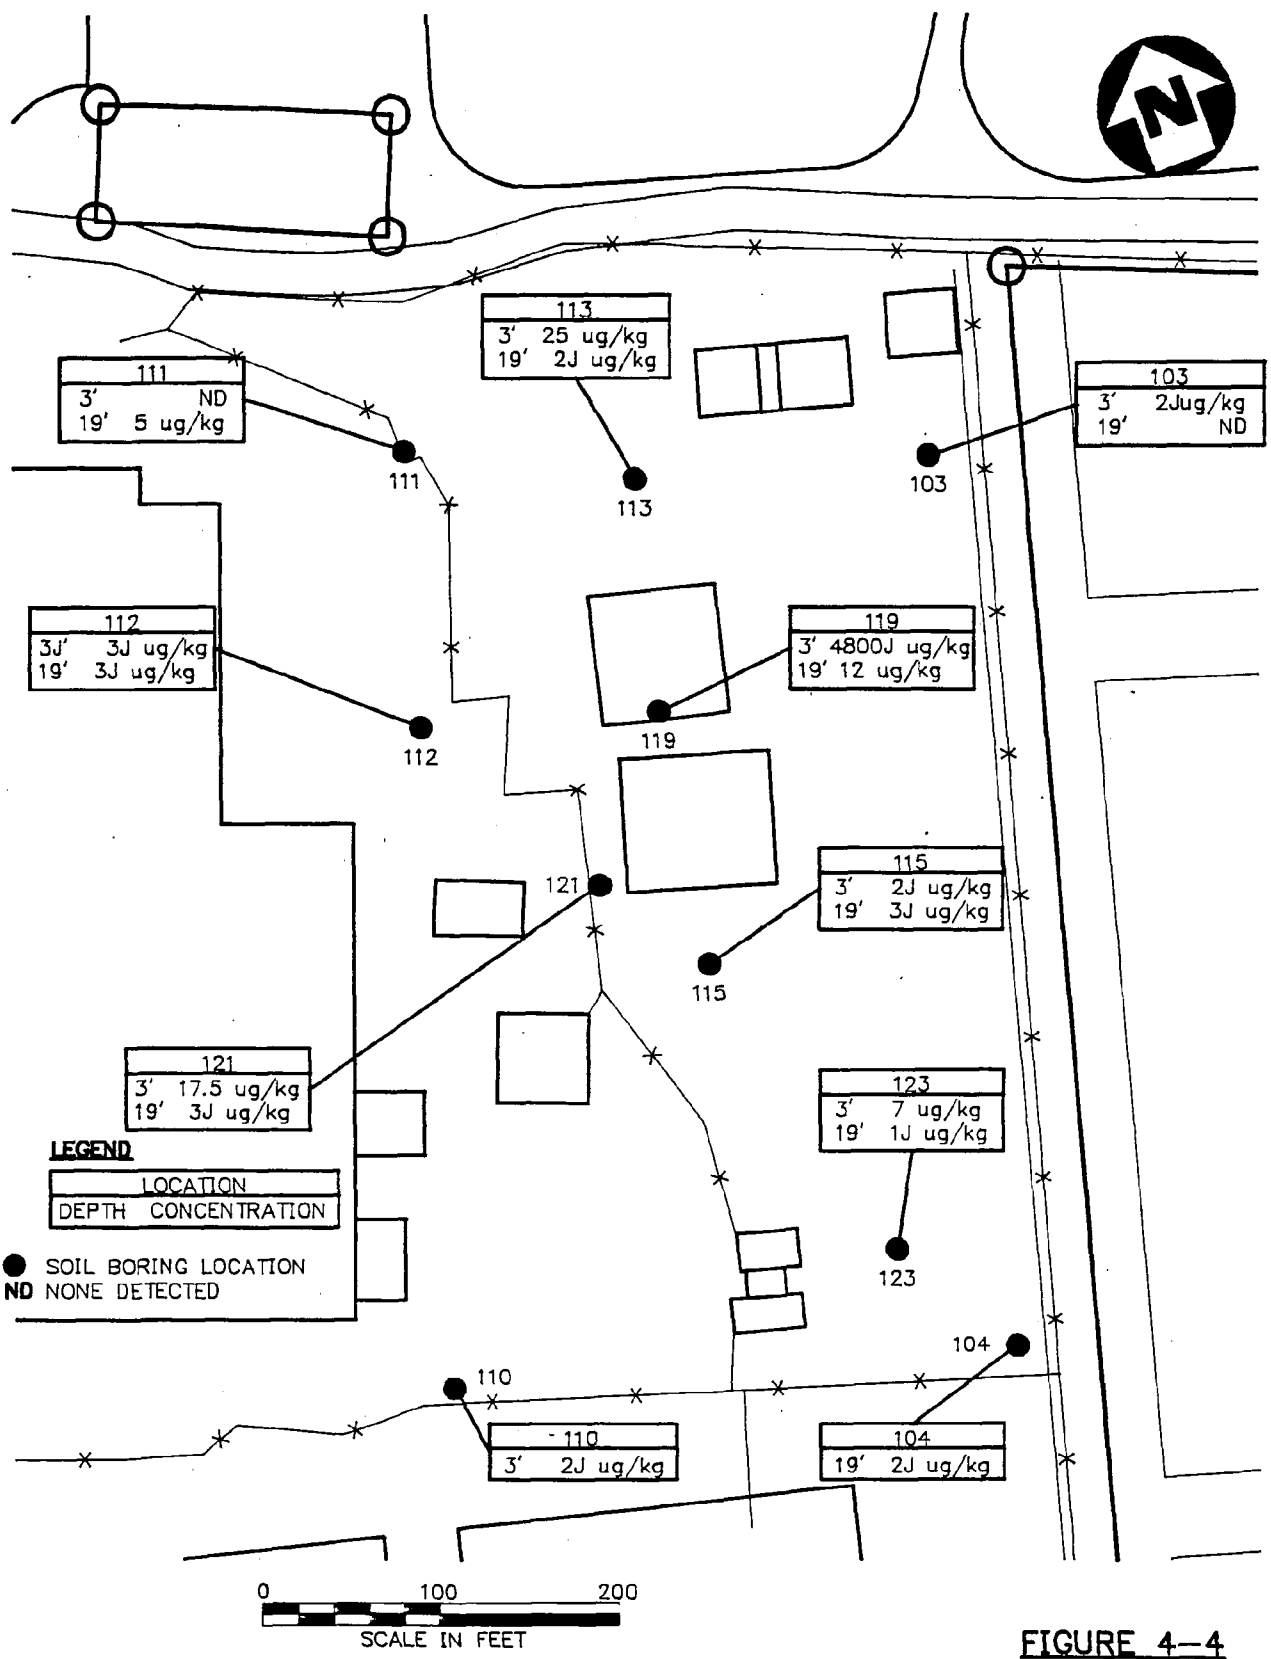 N
113
3' 25 ug/kg
19' 2J ug/kg
111
3' ND
19' 5 ug/kg
103
3' 2Jug/kg
19' ND
111
113
103
112
3J' 3J ug/kg
19' 3J ug/kg
119
3' 4800J ug/kg
19' 12 ug/kg
112
119
115
3' 2J ug/kg
19' 3J ug/kg
121
115
121
3' 17.5 ug/kg
19' 3J ug/kg
123
3' 7 ug/kg
19' 1J ug/kg
LEGEND
LOCATION
DEPTH CONCENTRATION
SOIL BORING LOCATION
ND NONE DETECTED
123
104
110
110
3' 2J ug/kg
104
19' 2J ug/kg
0 100 200
SCALE IN FEET
FIGURE 4-4